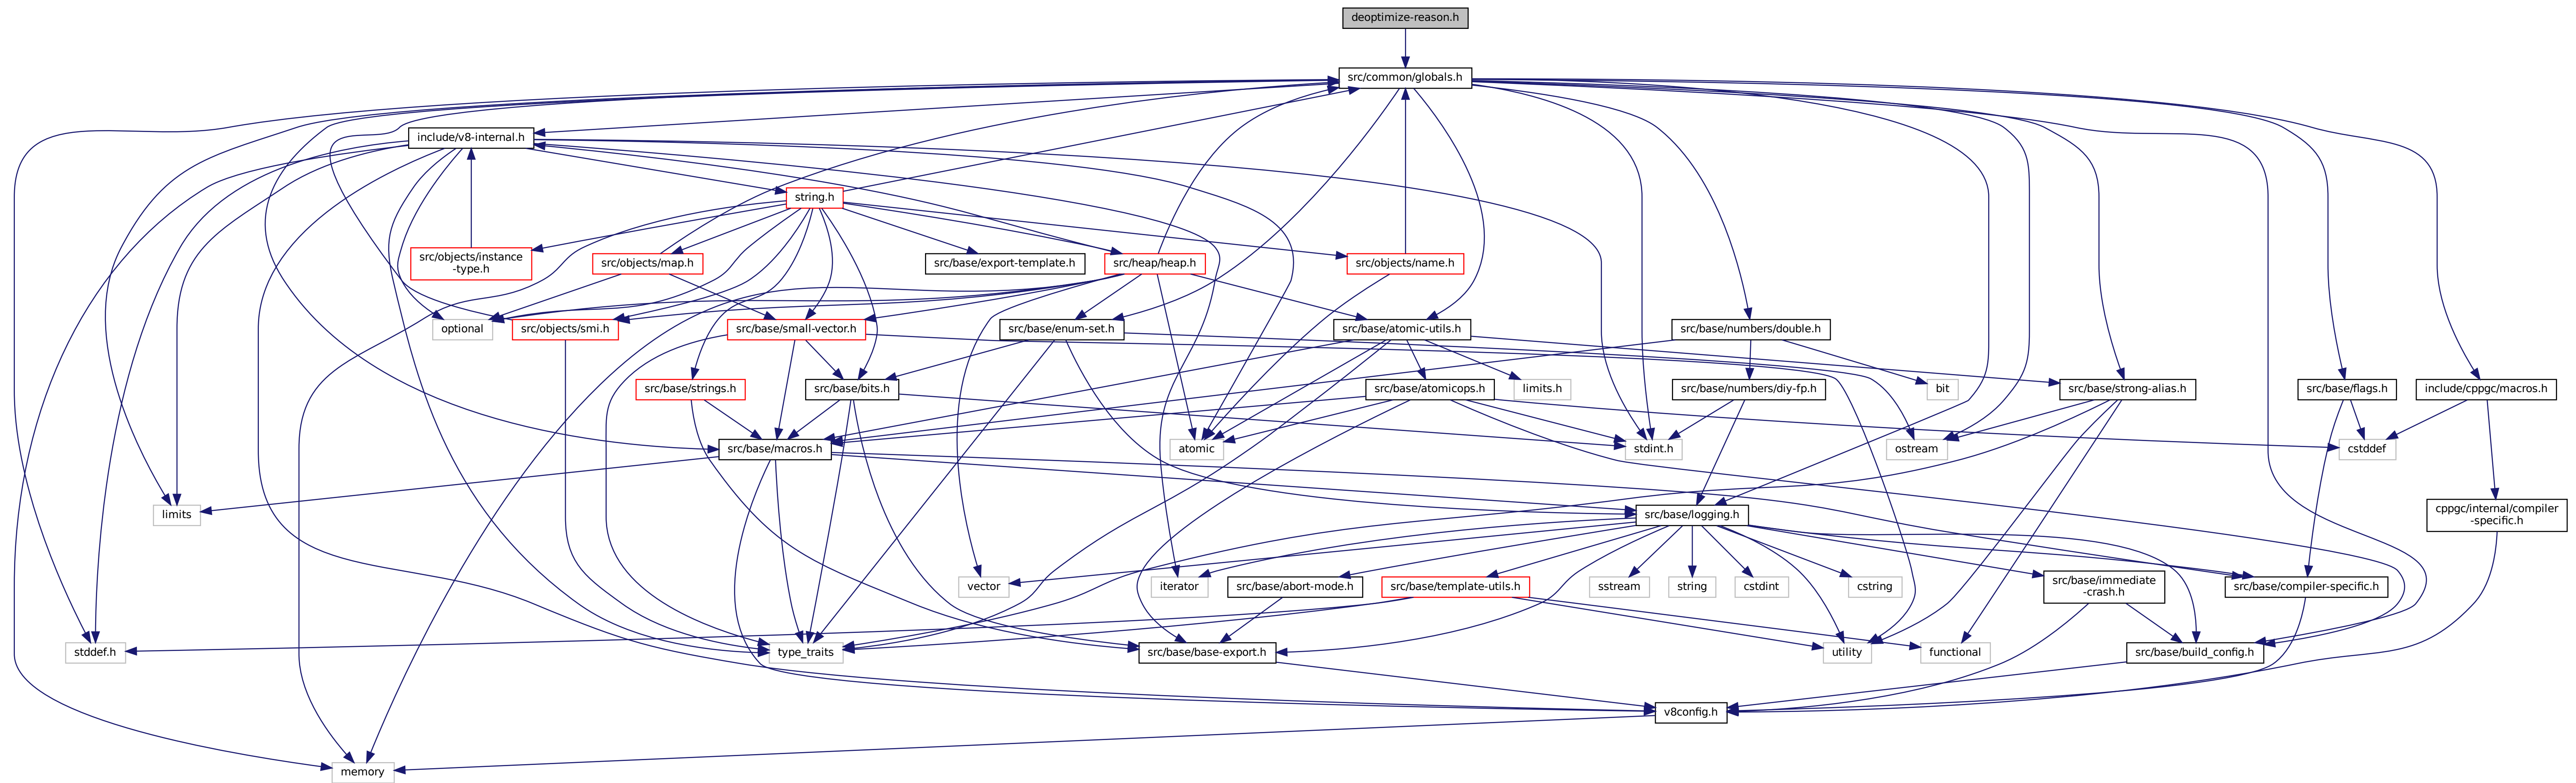 deoptimize-reason.h
src/common/globals.h
include/v8-internal.h
string.h
src/objects/instance
-type.h
src/objects/map.h
src/base/export-template.h
src/heap/heap.h
src/objects/name.h
optional
src/objects/smi.h
src/base/small-vector.h
src/base/enum-set.h
src/base/atomic-utils.h
src/base/numbers/double.h
src/base/strings.h
src/base/bits.h
src/base/atomicops.h
limits.h
src/base/numbers/diy-fp.h
bit
src/base/strong-alias.h
src/base/flags.h
include/cppgc/macros.h
src/base/macros.h
atomic
stdint.h
ostream
cstddef
limits
src/base/logging.h
cppgc/internal/compiler
-specific.h
vector
iterator
src/base/abort-mode.h
src/base/template-utils.h
sstream
string
cstdint
cstring
src/base/immediate
-crash.h
src/base/compiler-specific.h
stddef.h
type_traits
src/base/base-export.h
utility
functional
src/base/build_config.h
v8config.h
memory